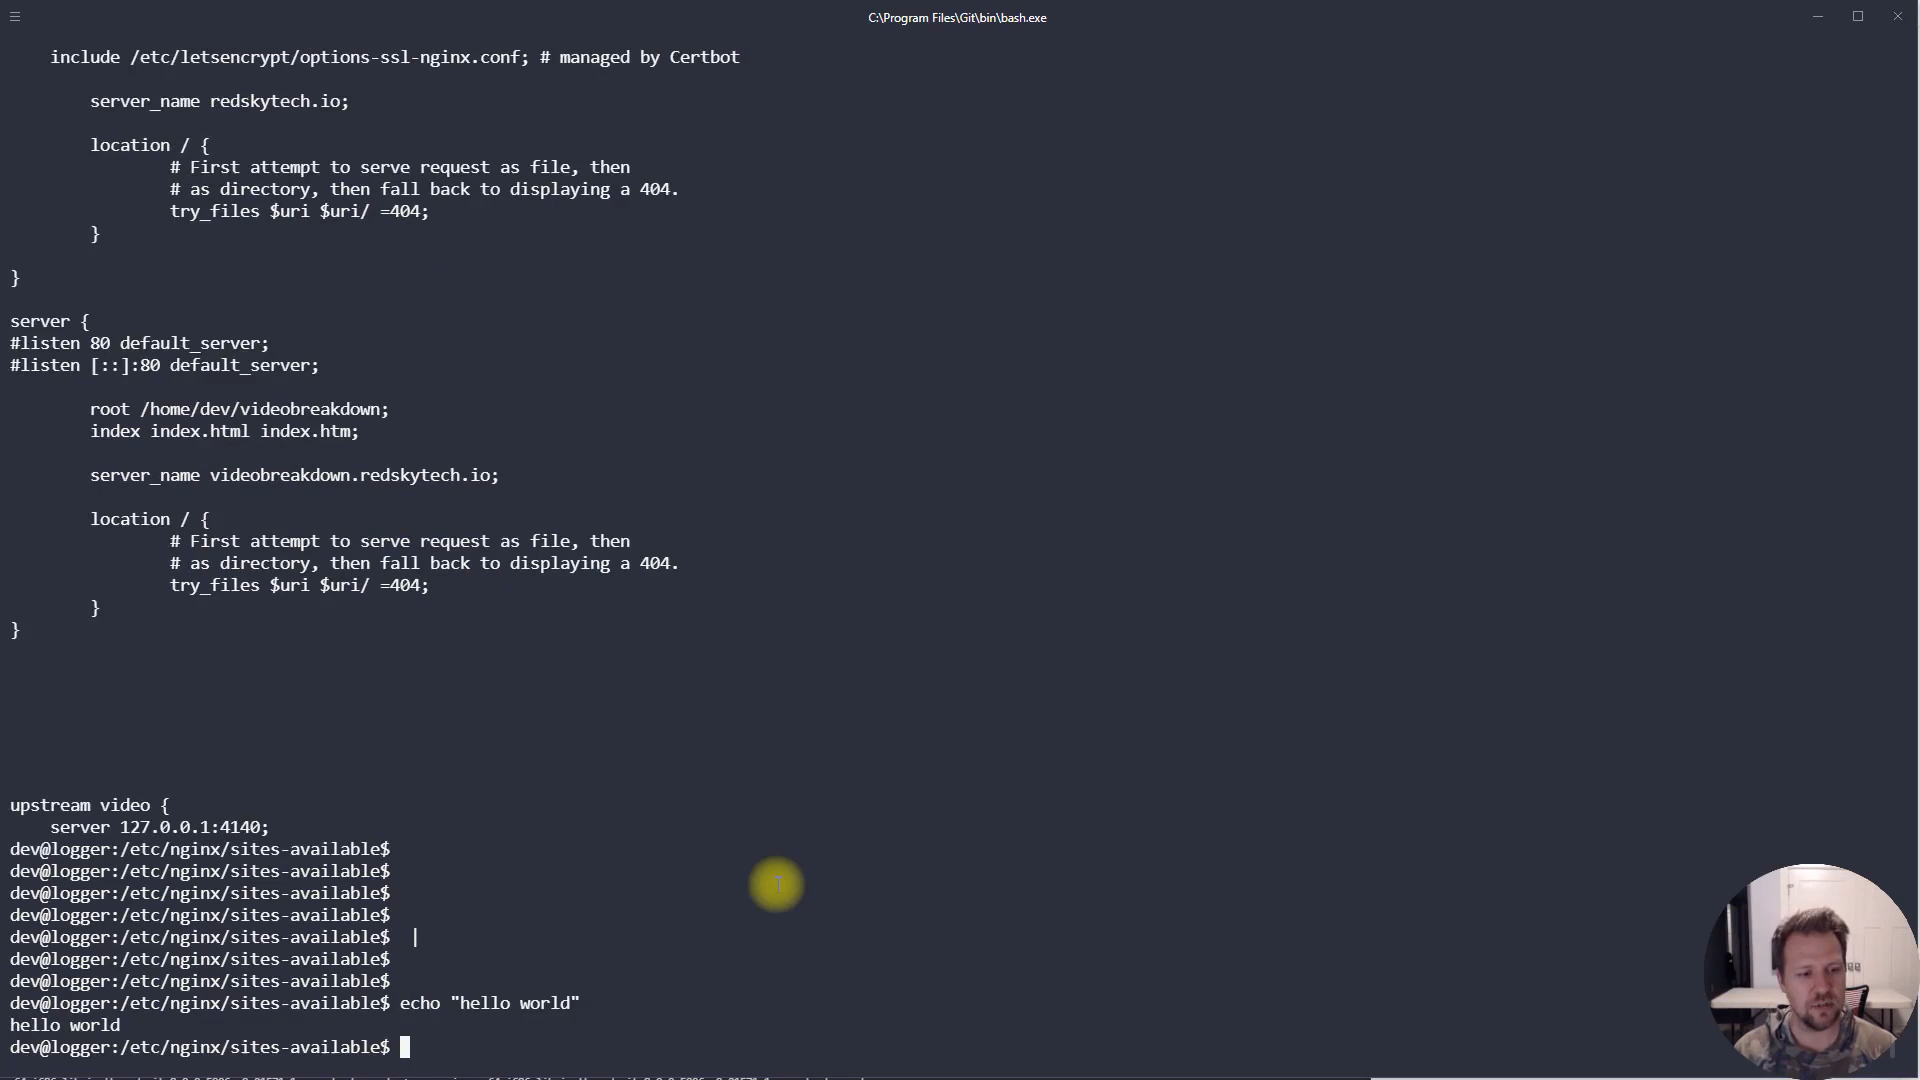 C:\Program Files\Git\bin\bash.exe
include /etc/letsencrypt/options-ssl-nginx.conf; # managed by Certbot
server_name redskytech.io;
location / {
# First attempt to serve request as file, then
# as directory, then fall back to displaying a 404.
try_files $uri $uri/ =404;
}
}
server {
#listen 80 default_server;
#listen [::]:80 default_server;
root /home/dev/videobreakdown;
index index.html index.htm;
server_name videobreakdown.redskytech.io;
location / {
# First attempt to serve request as file, then
# as directory, then fall back to displaying a 404.
try_files $uri $uri/ =404;
}
}
upstream video {
server 127.0.0.1:4140;
dev@logger:/etc/nginx/sites-available$
dev@logger:/etc/nginx/sites-available$
dev@logger:/etc/nginx/sites-available$
dev@logger:/etc/nginx/sites-available$
dev@logger:/etc/nginx/sites-available$ |
dev@logger:/etc/nginx/sites-available$
dev@logger:/etc/nginx/sites-available$
dev@logger:/etc/nginx/sites-available$ echo "hello world"
hello world
dev@logger:/etc/nginx/sites-available$